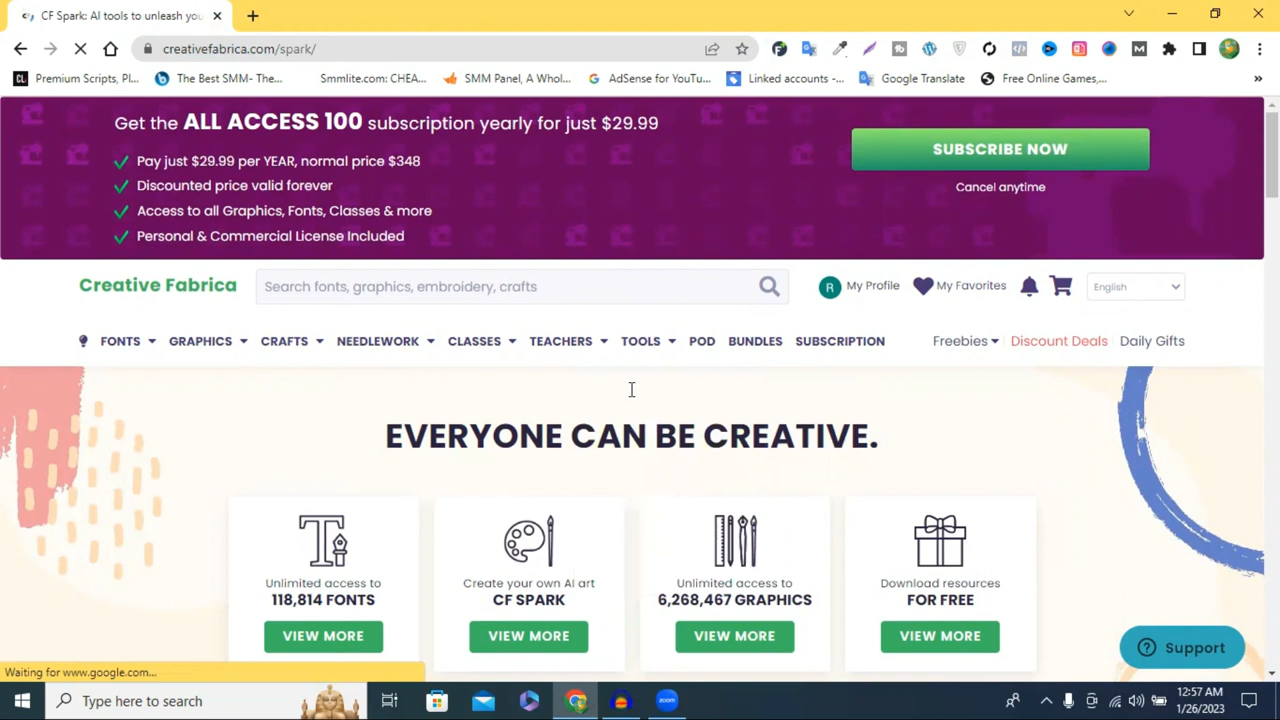 CF Spark: AI tools to unleash you
creativefabrica.com/spark/
Premium Scripts, Pl... The Best SMM- The... Smmlite.com: CHEA... SMM Panel, A Whol... AdSense for YouTu... Linked accounts -... Google Translate Free Online Games,...
Get the ALL ACCESS 100 subscription yearly for just $29.99
Pay just $29.99 per YEAR, normal price $348
Discounted price valid forever
Access to all Graphics, Fonts, Classes & more
Personal & Commercial License Included
SUBSCRIBE NOW
Cancel anytime
Creative Fabrica
Search fonts, graphics, embroidery, crafts
R My Profile My Favorites English
FONTS GRAPHICS CRAFTS NEEDLEWORK CLASSES TEACHERS TOOLS POD BUNDLES SUBSCRIPTION Freebies Discount Deals Daily Gifts
EVERYONE CAN BE CREATIVE.
Unlimited access to
118,814 FONTS
VIEW MORE
Create your own AI art
CF SPARK
VIEW MORE
Unlimited access to
6,268,467 GRAPHICS
VIEW MORE
Download resources
FOR FREE
VIEW MORE
Support
Waiting for www.google.com...
Type here to search
12:57 AM
1/26/2023